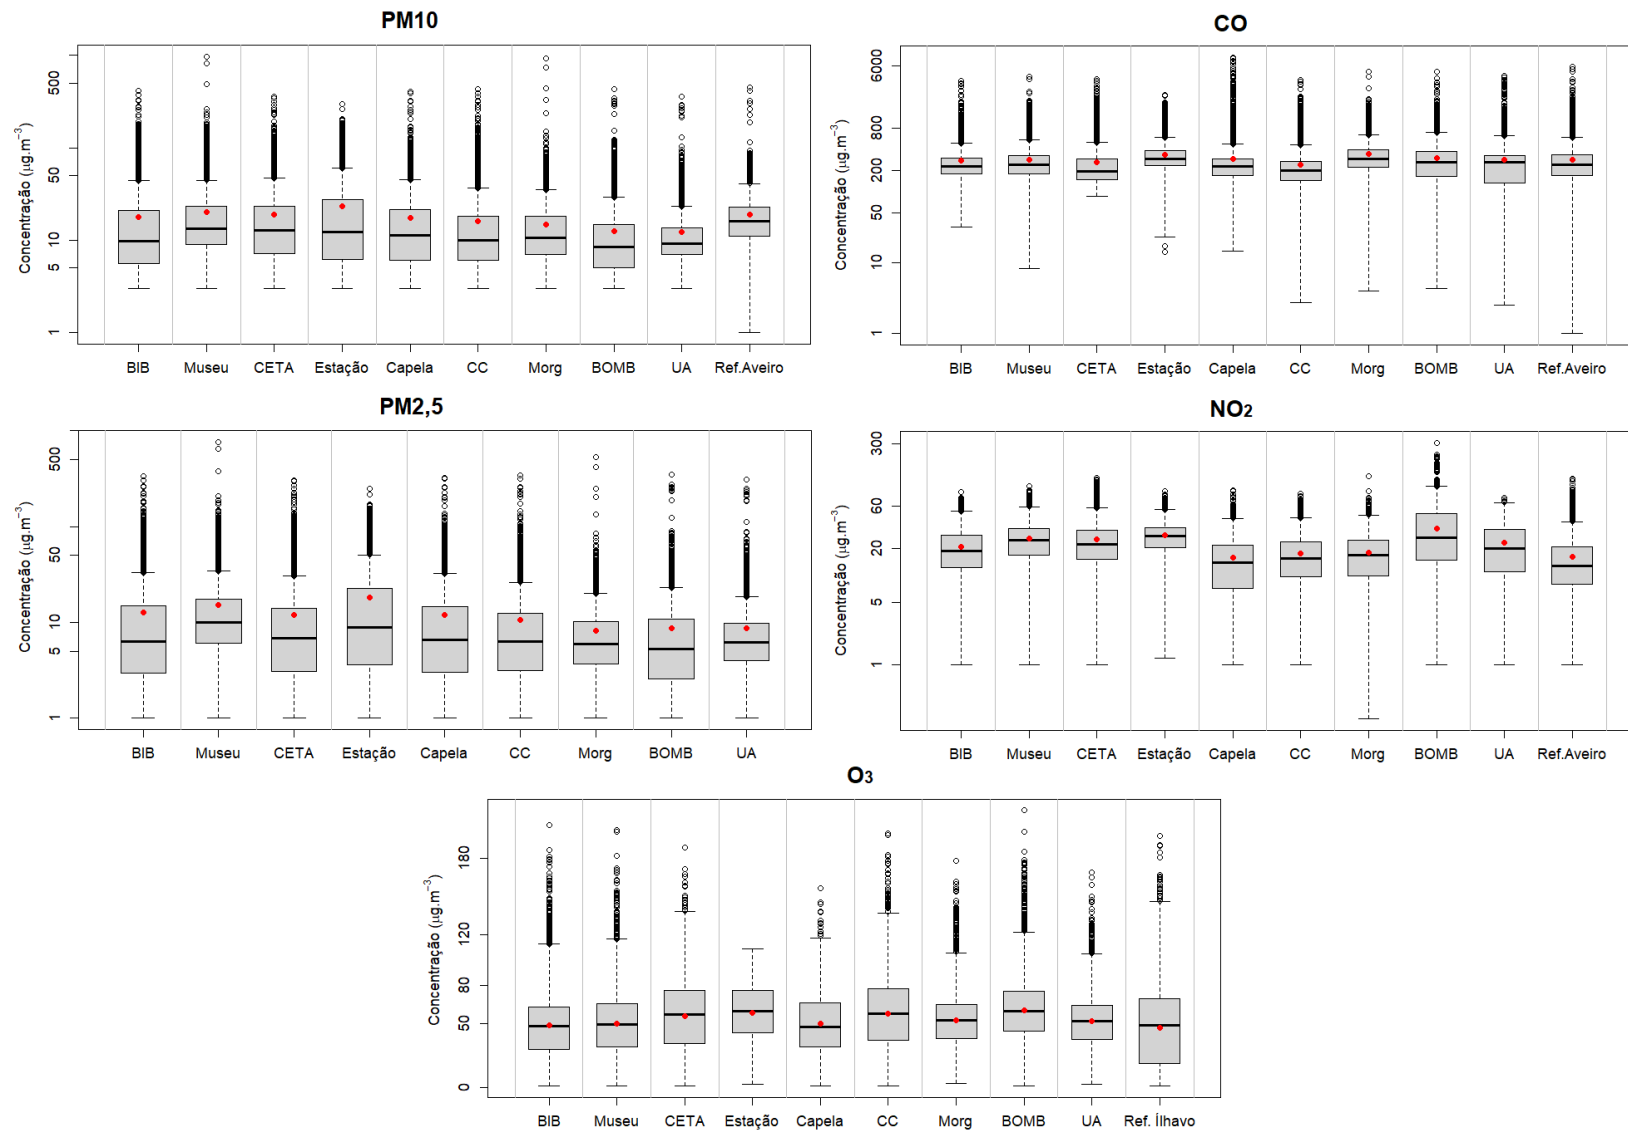 PM10
Concentração (µg.m⁻³)
500
50
10
5
1
BIB Museu CETA Estação Capela CC Morg BOMB UA Ref.Aveiro
CO
Concentração (µg.m⁻³)
6000
800
200
50
10
1
BIB Museu CETA Estação Capela CC Morg BOMB UA Ref.Aveiro
PM2,5
Concentração (µg.m⁻³)
500
50
10
5
1
BIB Museu CETA Estação Capela CC Morg BOMB UA
NO₂
Concentração (µg.m⁻³)
300
60
20
5
1
BIB Museu CETA Estação Capela CC Morg BOMB UA Ref.Aveiro
O₃
Concentração (µg.m⁻³)
180
120
80
50
0
BIB Museu CETA Estação Capela CC Morg BOMB UA Ref. Ílhavo